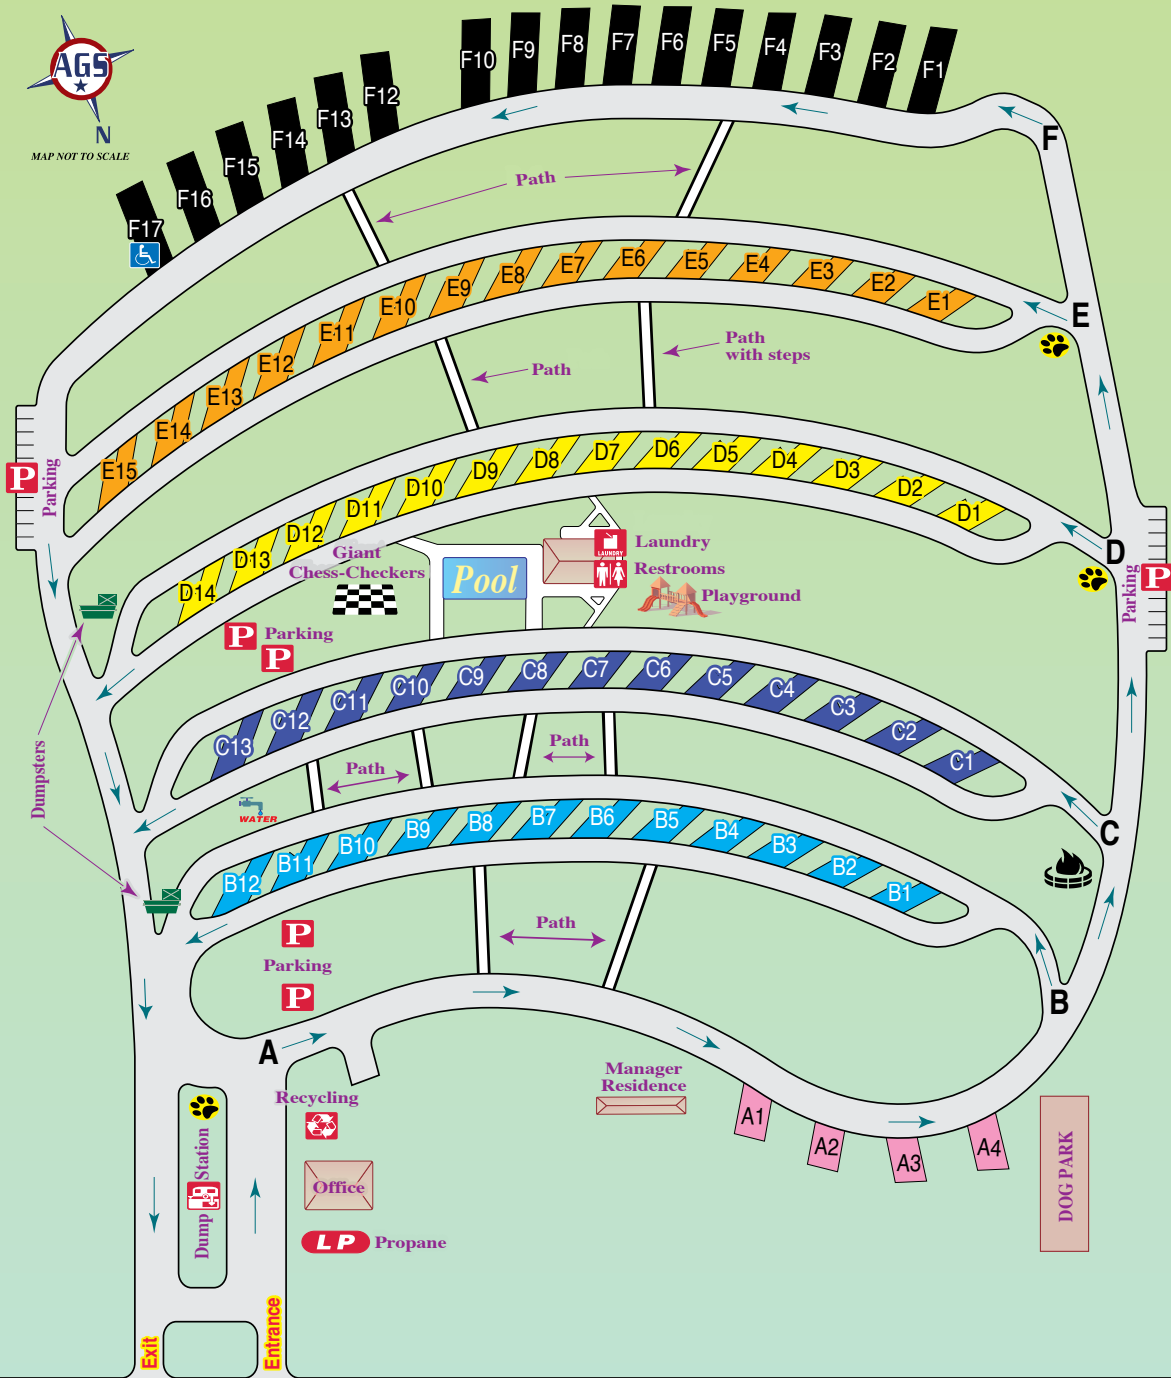 AGS
N
MAP NOT TO SCALE
F10
F9
F8
F7
F6
F5
F4
F3
F2
F1
F12
F13
F14
F15
F16
F17
F
Path
E1
E2
E3
E4
E5
E6
E7
E8
E9
E10
E11
E12
E13
E14
E15
E
Path
with steps
Path
P
Parking
D1
D2
D3
D4
D5
D6
D7
D8
D9
D10
D11
D12
D13
D14
D
P
Parking
Giant
Chess-Checkers
Pool
LAUNDRY
Laundry
Restrooms
Playground
P
Parking
P
C1
C2
C3
C4
C5
C6
C7
C8
C9
C10
C11
C12
C13
C
Path
Path
Dumpsters
WATER
B1
B2
B3
B4
B5
B6
B7
B8
B9
B10
B11
B12
B
P
Parking
P
Path
A
Manager
Residence
A1
A2
A3
A4
DOG PARK
Recycling
Office
LP
Propane
Dump Station
Exit
Entrance